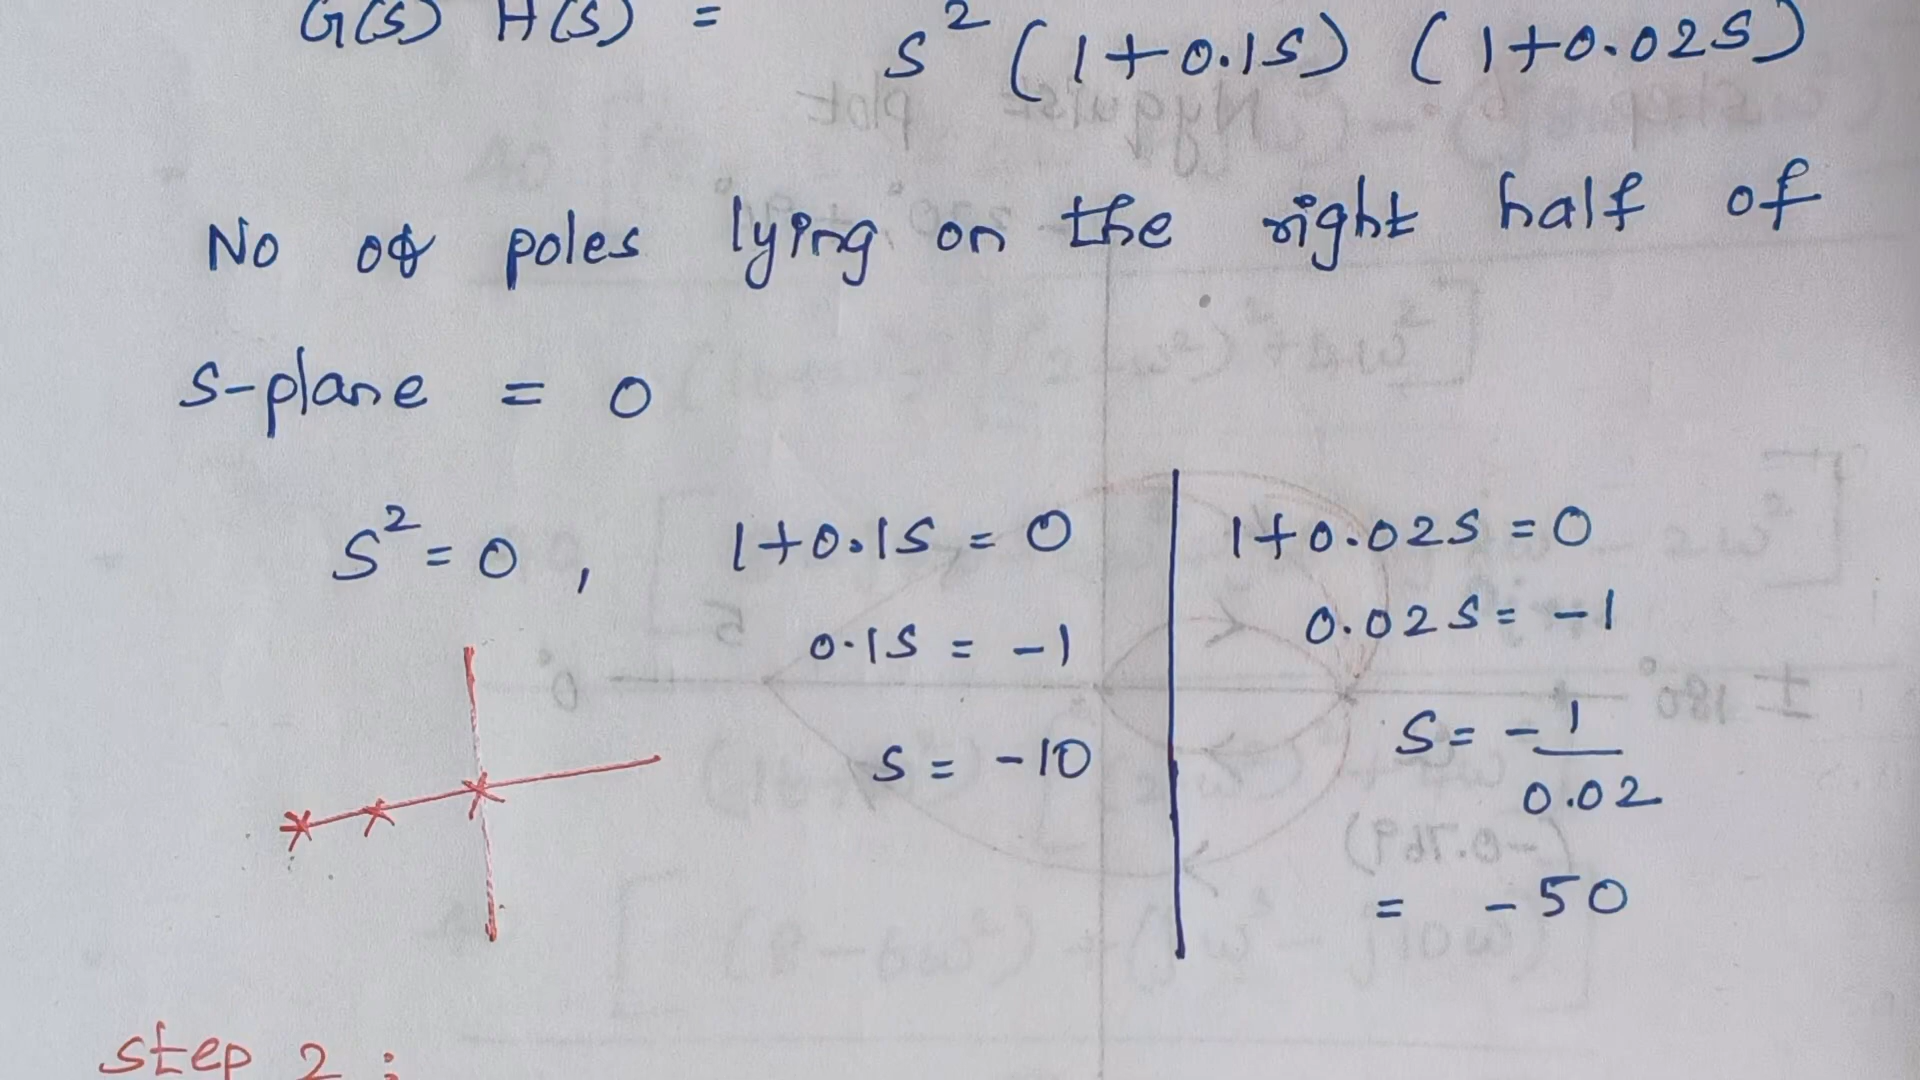 G(s) H(s) =
s² (1+0.1s) (1+0.02s)
No of poles lying on the right half of
s-plane = 0
s² = 0 ,
1+0.1s = 0
0.1s = -1
s = -10
1+0.02s = 0
0.02s = -1
s = - 1
0.02
= -50
step 2 :